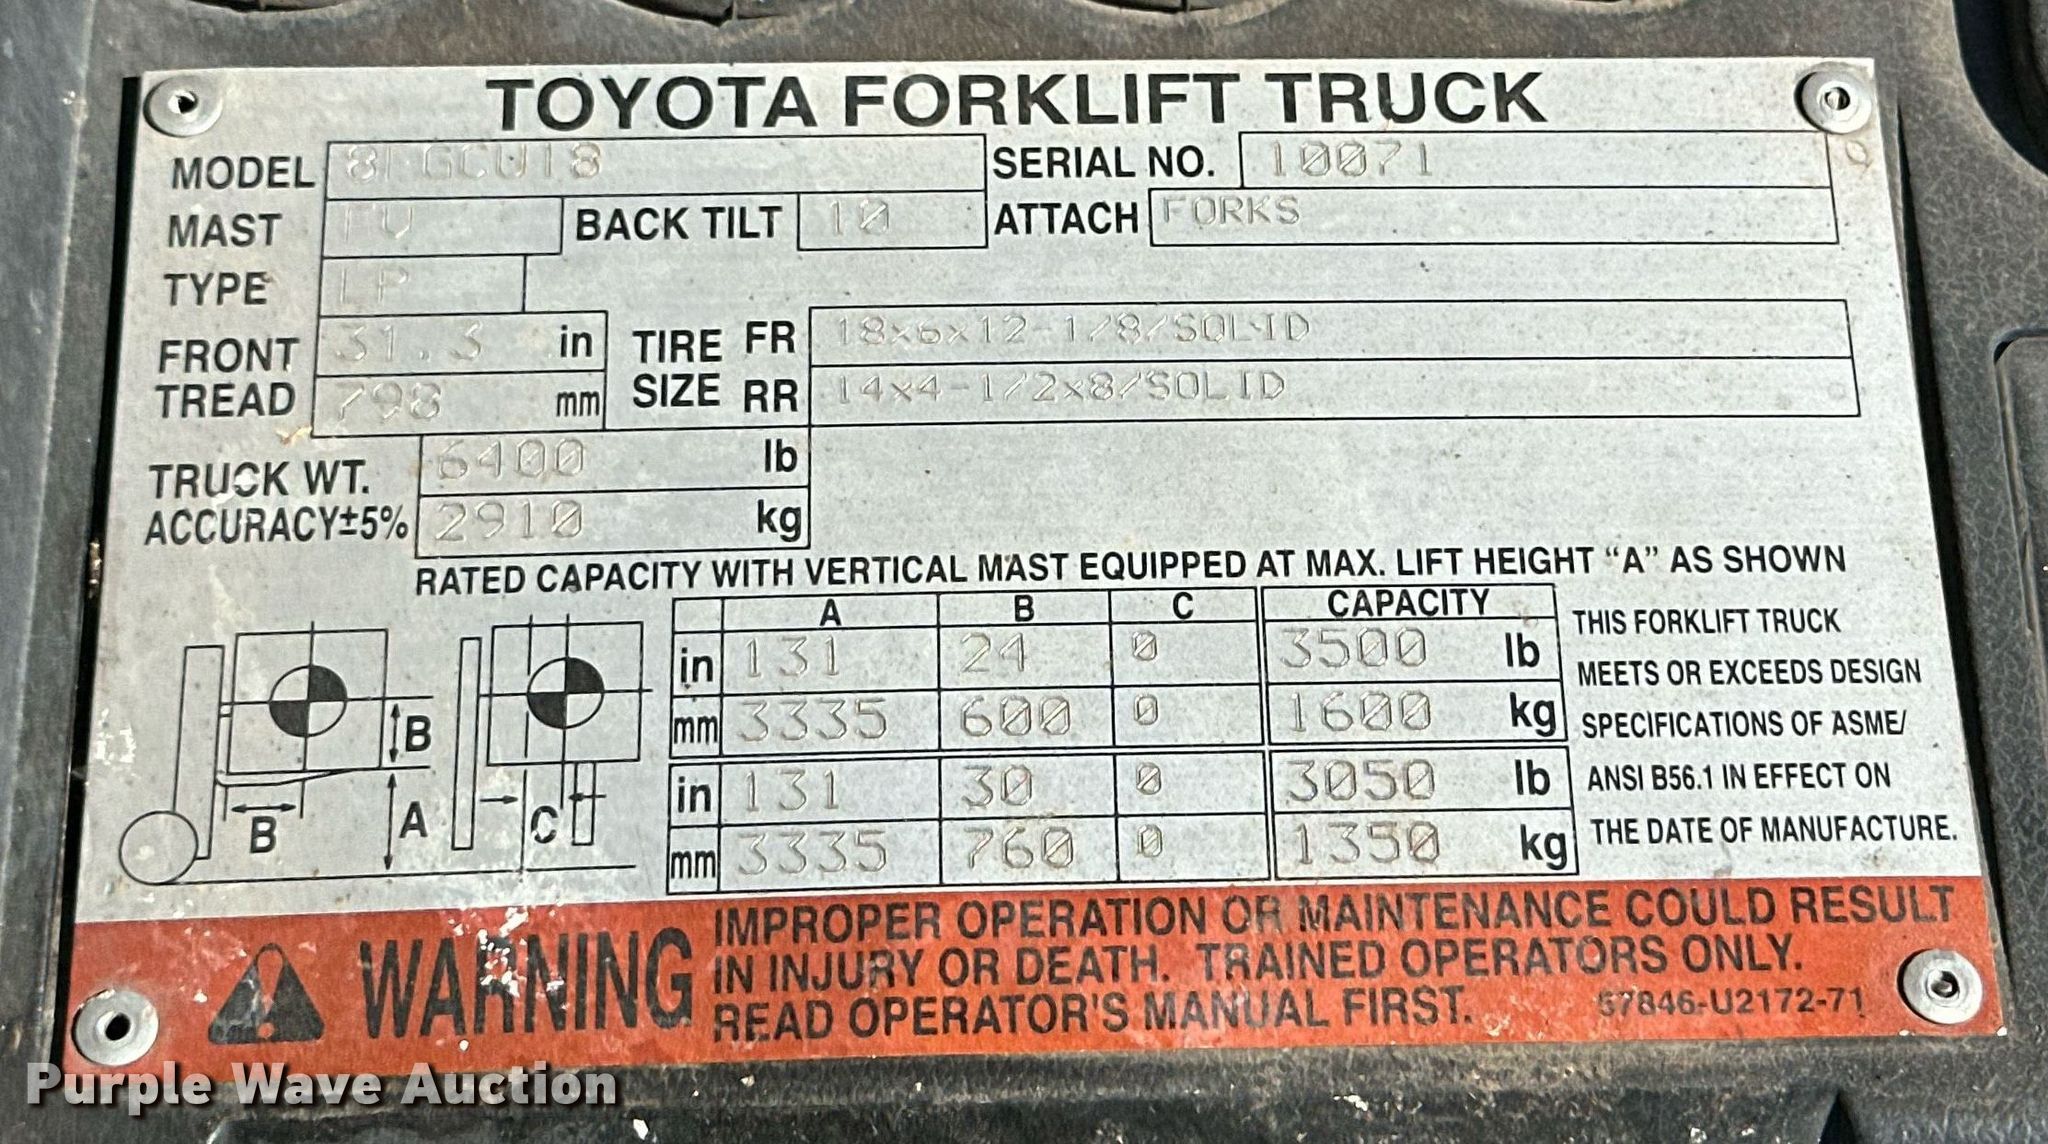 TOYOTA FORKLIFT TRUCK
MODEL 8FGCU18 SERIAL NO. 10071
MAST FV BACK TILT 10 ATTACH FORKS
TYPE LP
FRONT TREAD 31.3 in TIRE SIZE FR 18x6x12-1/8/SOLID
798 mm RR 14x4-1/2x8/SOLID
TRUCK WT. 6400 lb
ACCURACY±5% 2910 kg
RATED CAPACITY WITH VERTICAL MAST EQUIPPED AT MAX. LIFT HEIGHT "A" AS SHOWN
A B C CAPACITY
in 131 24 0 3500 lb
mm 3335 600 0 1600 kg
in 131 30 0 3050 lb
mm 3335 760 0 1350 kg
B
B
A
C
THIS FORKLIFT TRUCK
MEETS OR EXCEEDS DESIGN
SPECIFICATIONS OF ASME/
ANSI B56.1 IN EFFECT ON
THE DATE OF MANUFACTURE.
WARNING
IMPROPER OPERATION OR MAINTENANCE COULD RESULT
IN INJURY OR DEATH. TRAINED OPERATORS ONLY.
READ OPERATOR'S MANUAL FIRST. 57846-U2172-71
Purple Wave Auction